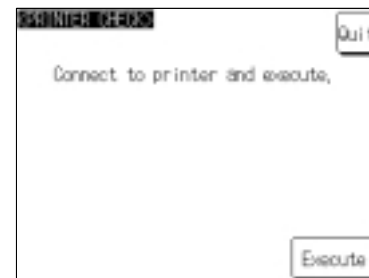 <PRINTER CHECK>
Quit
Connect to printer and execute.
Execute